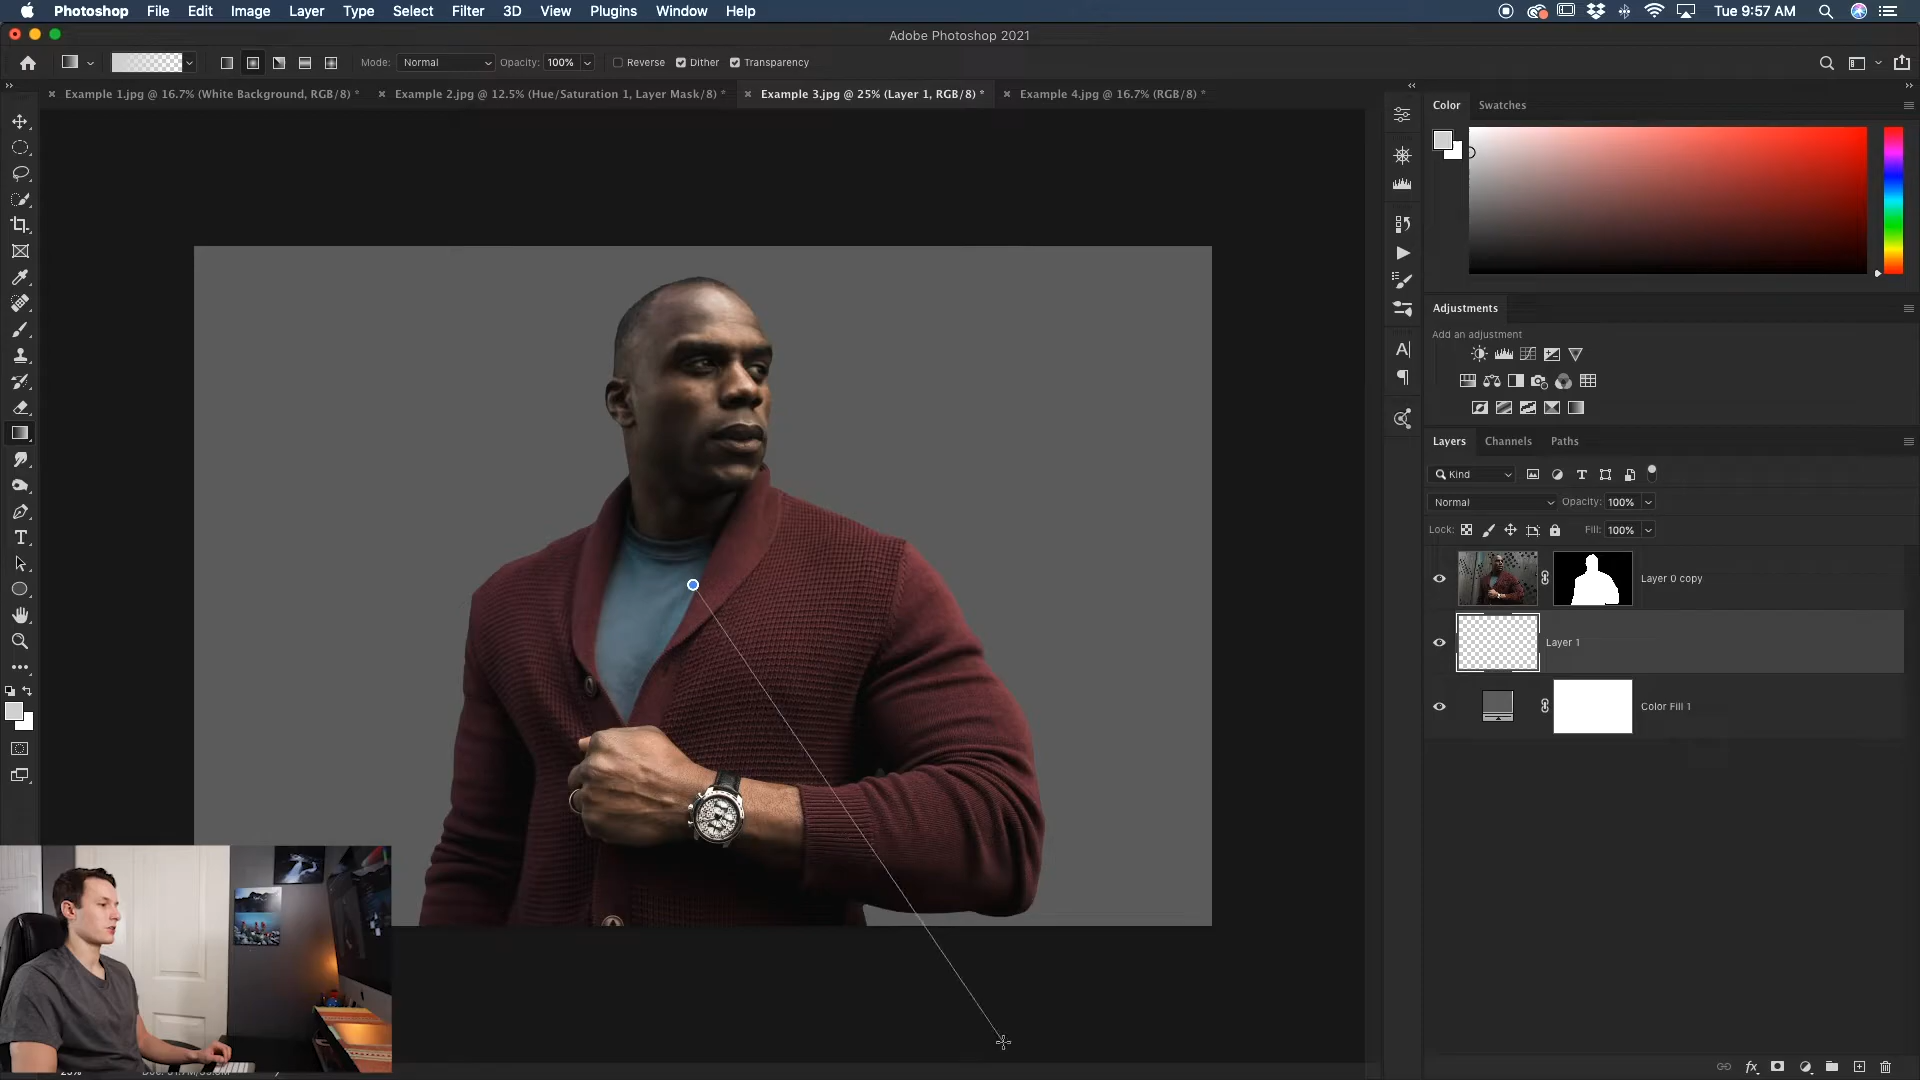 Photoshop File Edit Image Layer Type Select Filter 3D View Plugins Window Help Tue 9:57 AM
Adobe Photoshop 2021
Mode: Normal Opacity: 100% Reverse Dither Transparency
Example 1.jpg @ 16.7% (White Background, RGB/8) * Example 2.jpg @ 12.5% (Hue/Saturation 1, Layer Mask/8) * Example 3.jpg @ 25% (Layer 1, RGB/8) * Example 4.jpg @ 16.7% (RGB/8) *
Color Swatches
Adjustments
Add an adjustment
Layers Channels Paths
Kind
Normal Opacity: 100%
Lock: Fill: 100%
Layer 0 copy
Layer 1
Color Fill 1